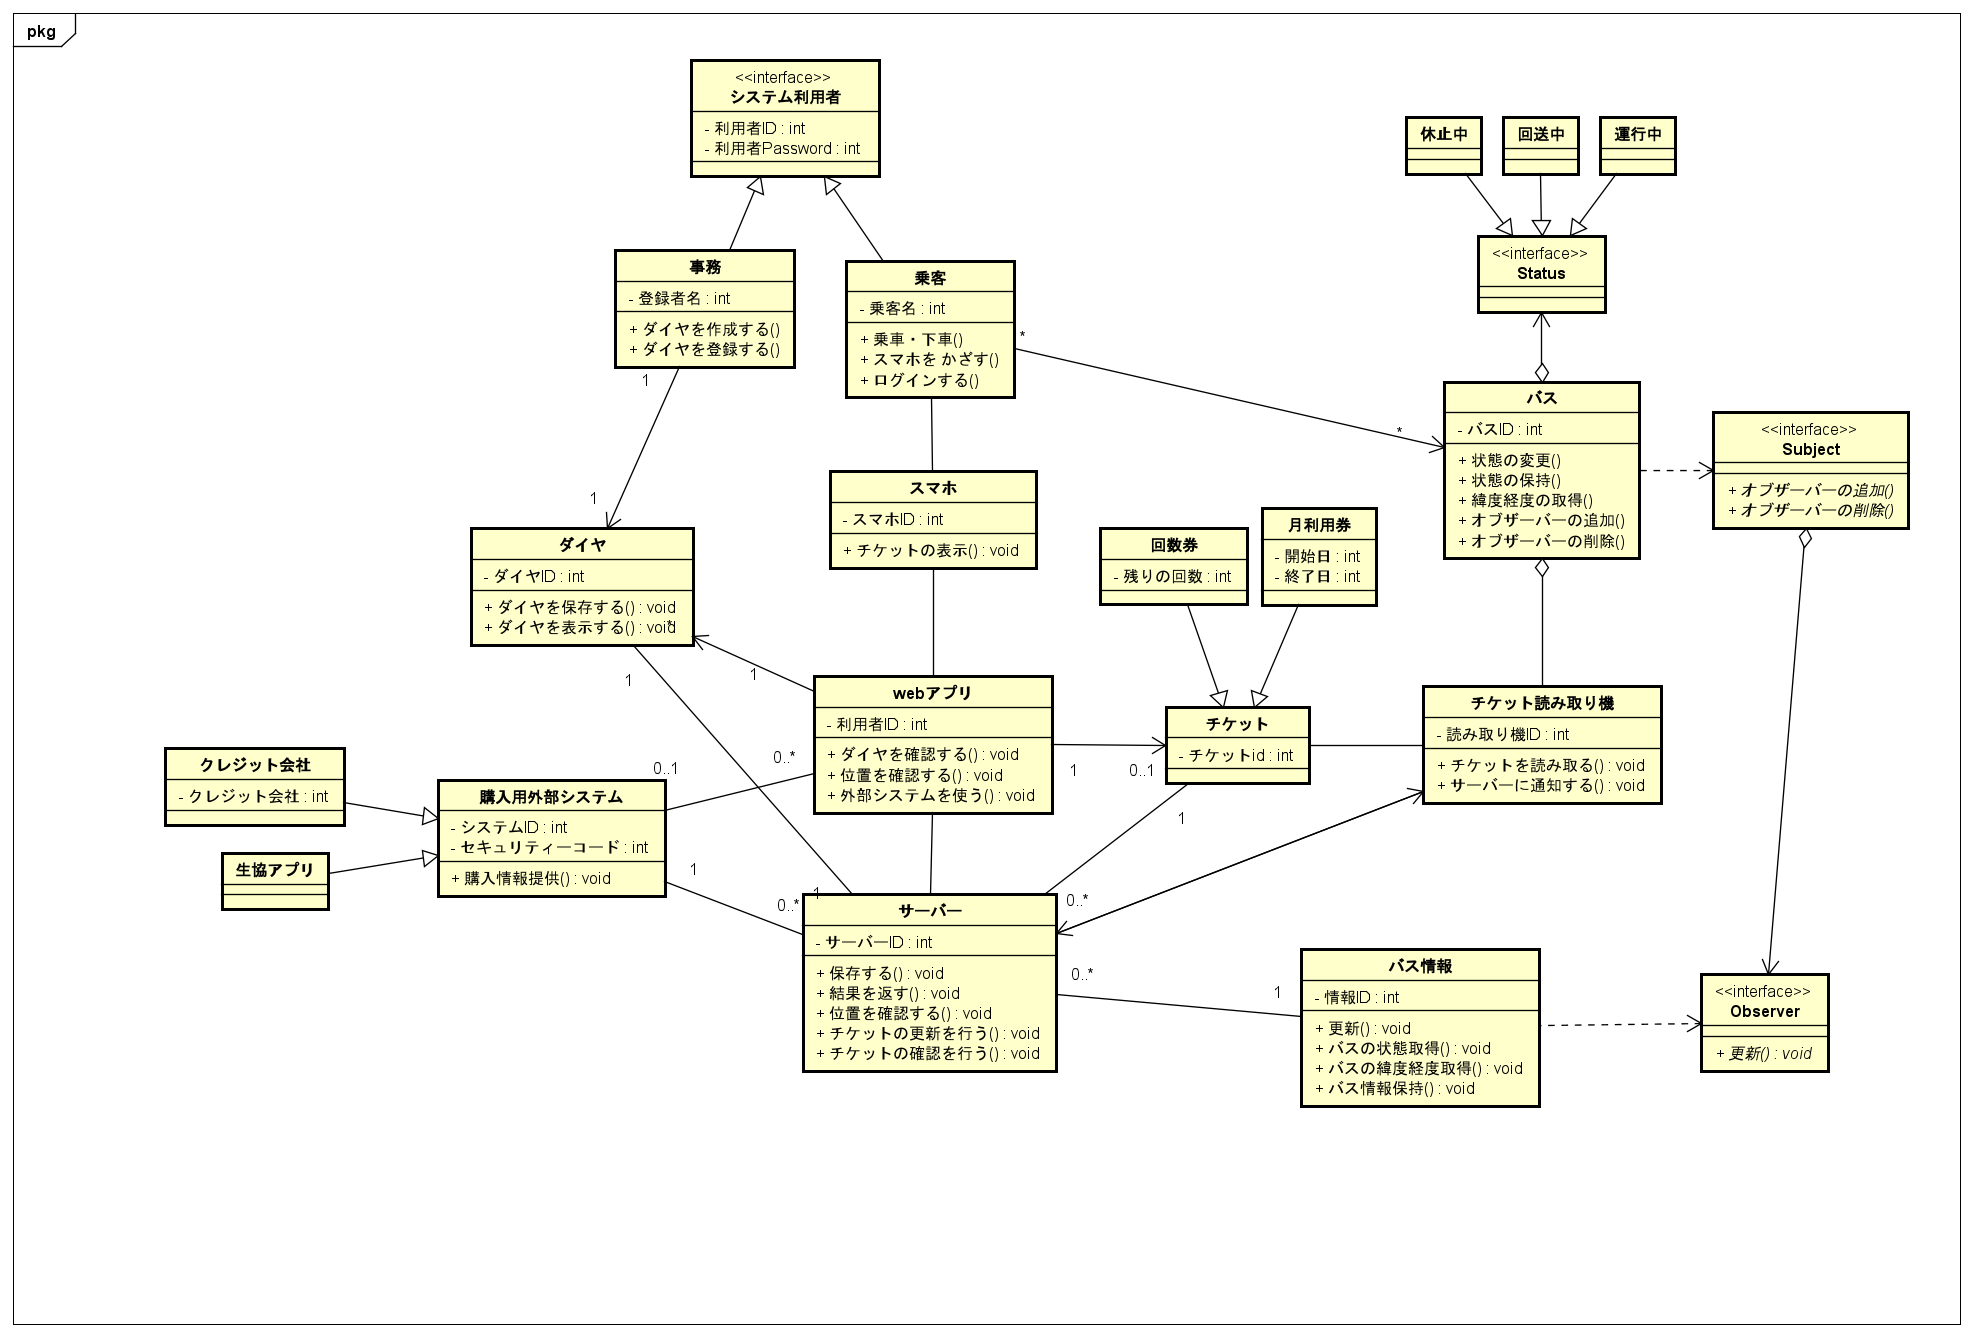 pkg
<<interface>>
システム利用者
- 利用者ID : int
- 利用者Password : int
休止中
回送中
運行中
<<interface>>
Status
事務
- 登録者名 : int
+ ダイヤを作成する()
+ ダイヤを登録する()
乗客
- 乗客名 : int
+ 乗車・下車()
+ スマホを かざす()
+ ログインする()
*
*
1
1
バス
- バスID : int
+ 状態の変更()
+ 状態の保持()
+ 緯度経度の取得()
+ オブザーバーの追加()
+ オブザーバーの削除()
<<interface>>
Subject
+ オブザーバーの追加()
+ オブザーバーの削除()
スマホ
- スマホID : int
+ チケットの表示() : void
ダイヤ
- ダイヤID : int
+ ダイヤを保存する() : void
+ ダイヤを表示する() : void
*
1
1
回数券
- 残りの回数 : int
月利用券
- 開始日 : int
- 終了日 : int
webアプリ
- 利用者ID : int
+ ダイヤを確認する() : void
+ 位置を確認する() : void
+ 外部システムを使う() : void
チケット
- チケットid : int
チケット読み取り機
- 読み取り機ID : int
+ チケットを読み取る() : void
+ サーバーに通知する() : void
0..1
0..*
1
0..1
1
クレジット会社
- クレジット会社 : int
生協アプリ
購入用外部システム
- システムID : int
- セキュリティーコード : int
+ 購入情報提供() : void
1
0..*
1
0..*
サーバー
- サーバーID : int
+ 保存する() : void
+ 結果を返す() : void
+ 位置を確認する() : void
+ チケットの更新を行う() : void
+ チケットの確認を行う() : void
0..*
1
バス情報
- 情報ID : int
+ 更新() : void
+ バスの状態取得() : void
+ バスの緯度経度取得() : void
+ バス情報保持() : void
<<interface>>
Observer
+ 更新() : void